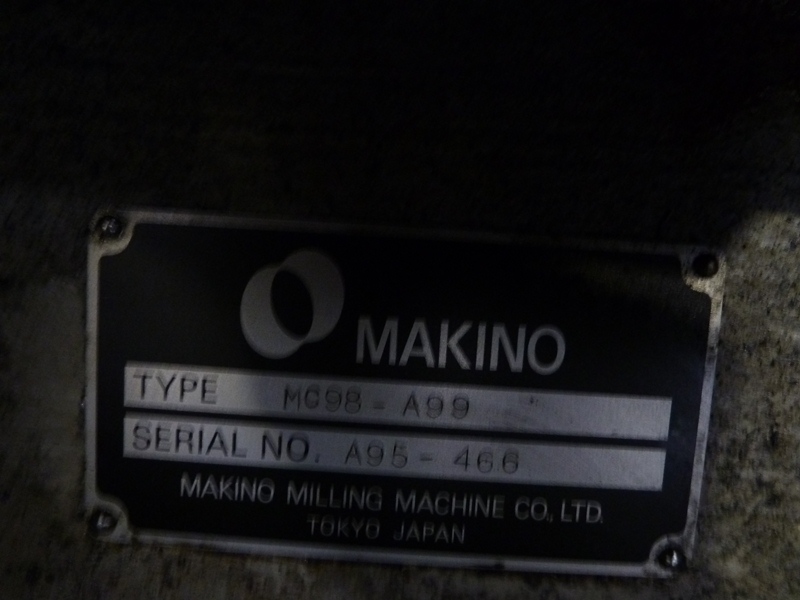 MAKINO
TYPE MC98-A99
SERIAL NO. A95-466
MAKINO MILLING MACHINE CO., LTD.
TOKYO JAPAN